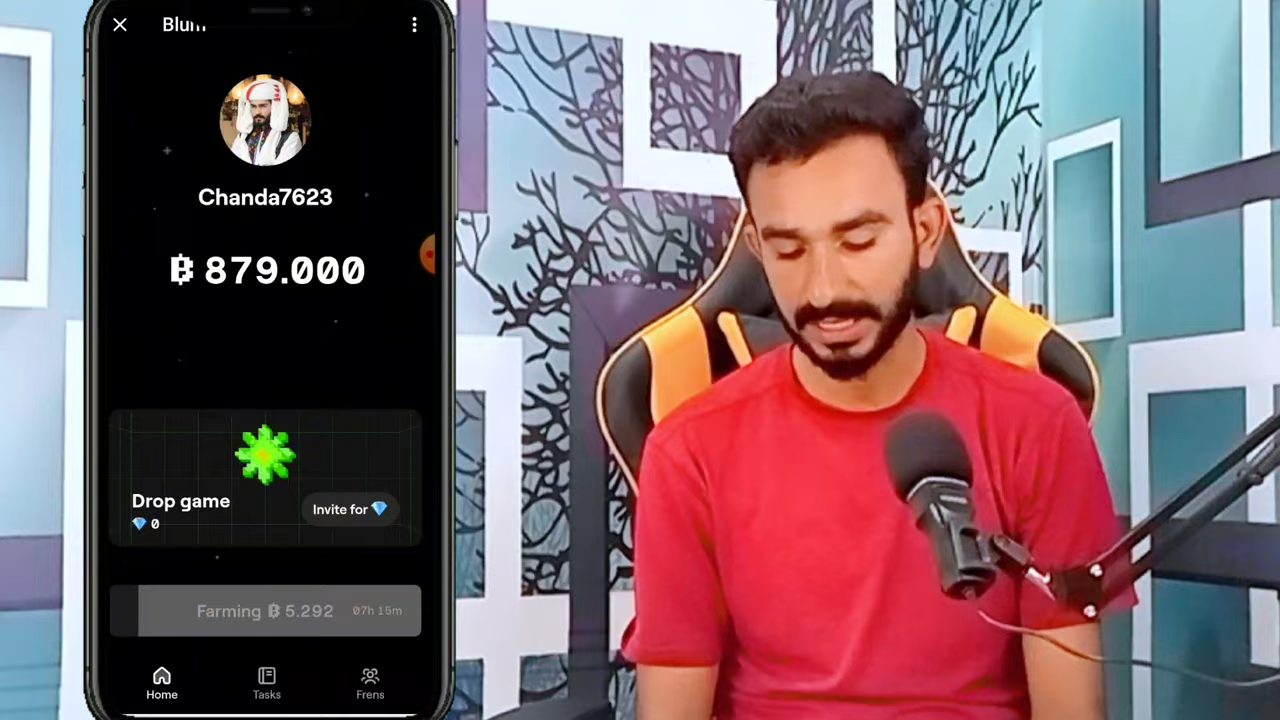 Blum
Chanda7623
฿ 879.000
Drop game
Invite for 💎
💎 0
Farming ฿ 5.292 07h 15m
Home
Tasks
Frens